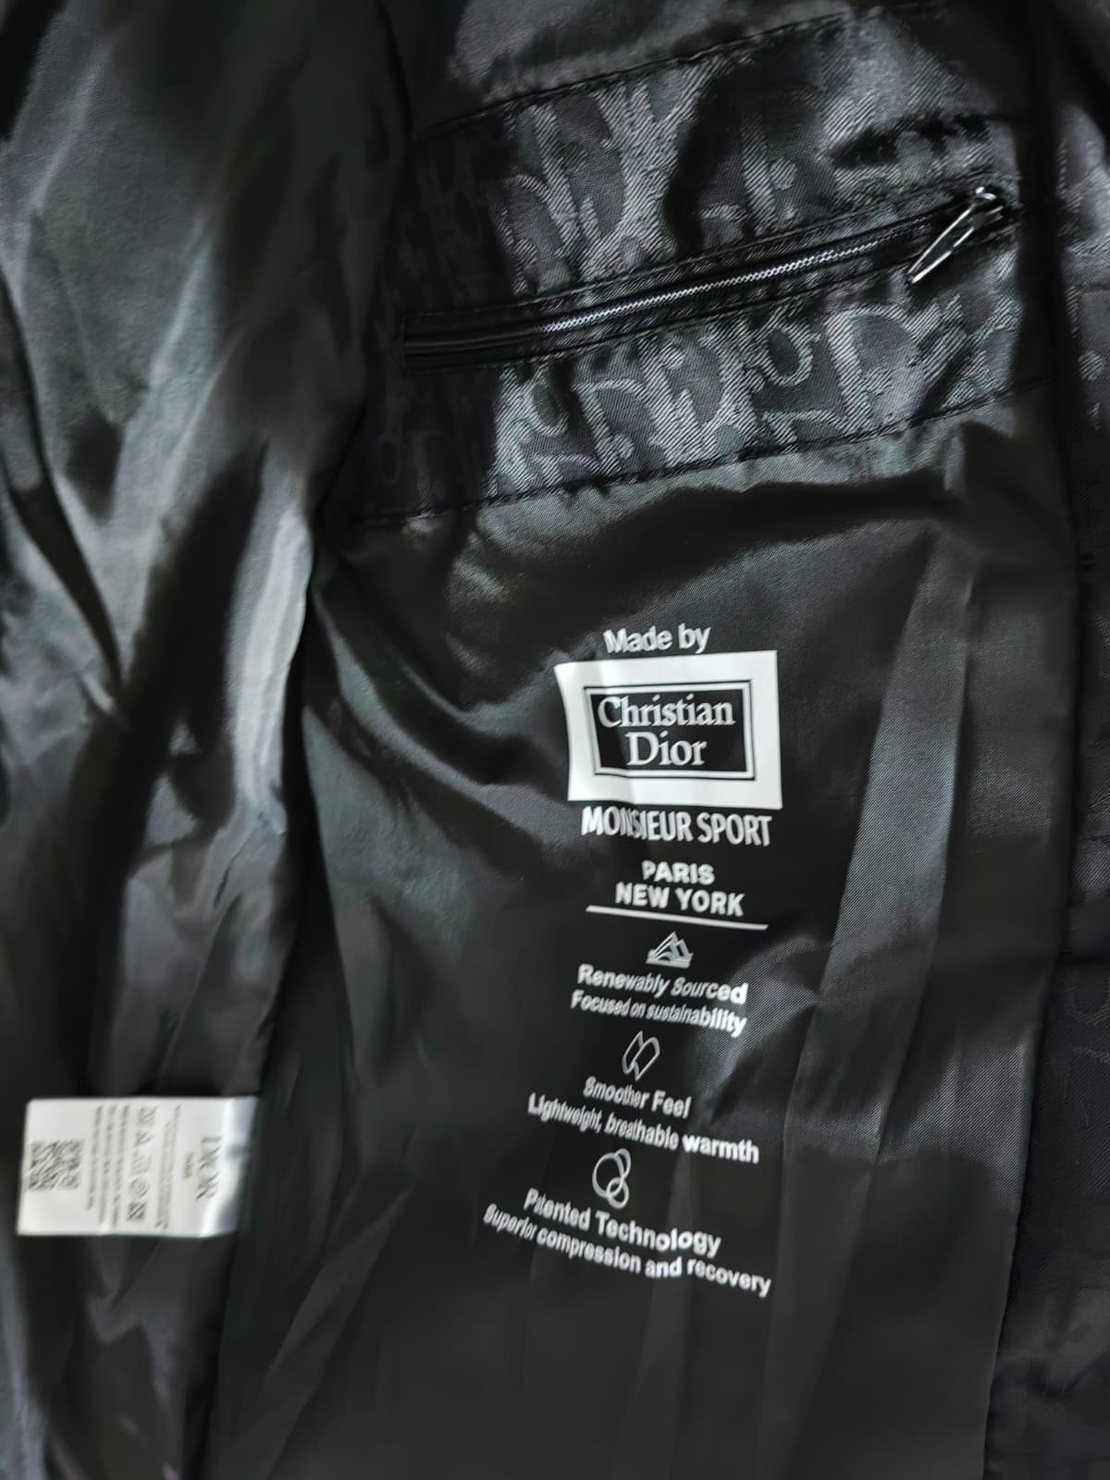 Made by
Christian
Dior
MONSIEUR SPORT
PARIS
NEW YORK
Renewably Sourced
Focused on sustainability
Smoother Feel
Lightweight, breathable warmth
Patented Technology
Superior compression and recovery
DIOR